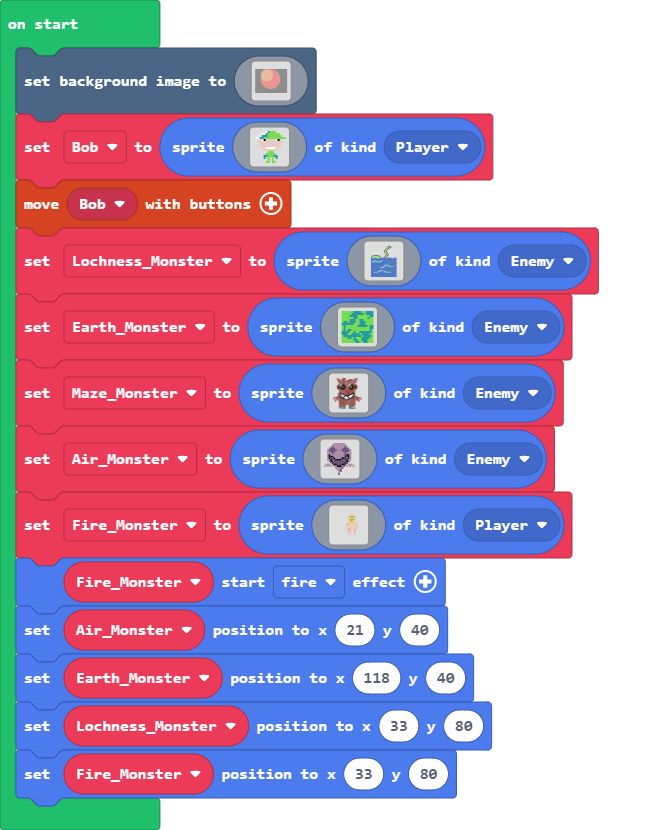 on start
set background image to
set Bob to sprite of kind Player
move Bob with buttons
set Lochness_Monster to sprite of kind Enemy
set Earth_Monster to sprite of kind Enemy
set Maze_Monster to sprite of kind Enemy
set Air_Monster to sprite of kind Enemy
set Fire_Monster to sprite of kind Player
Fire_Monster start fire effect
set Air_Monster position to x 21 y 40
set Earth_Monster position to x 118 y 40
set Lochness_Monster position to x 33 y 80
set Fire_Monster position to x 33 y 80